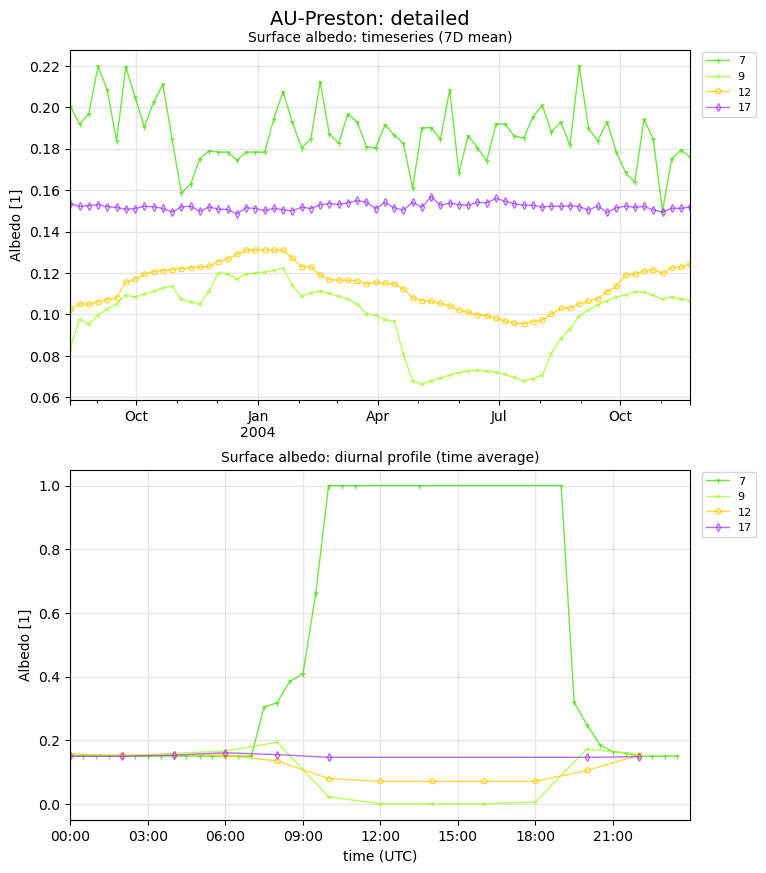 AU-Preston: detailed
Surface albedo: timeseries (7D mean)
0.22
0.20
0.18
0.16
0.14
0.12
0.10
0.08
0.06
Albedo [1]
Oct
Jan
2004
Apr
Jul
Oct
7
9
12
17
Surface albedo: diurnal profile (time average)
1.0
0.8
0.6
0.4
0.2
0.0
Albedo [1]
00:00
03:00
06:00
09:00
12:00
15:00
18:00
21:00
time (UTC)
7
9
12
17